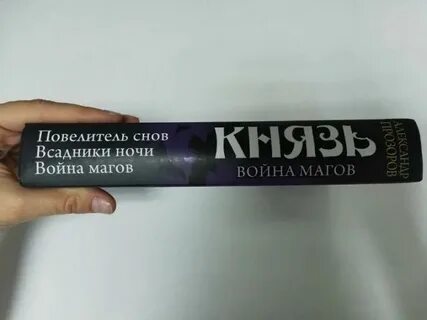 Повелитель снов
Всадники ночи
Война магов
КНЯЗЬ
ВОЙНА МАГОВ
АЛЕКСАНДР
ПРОЗОРОВ